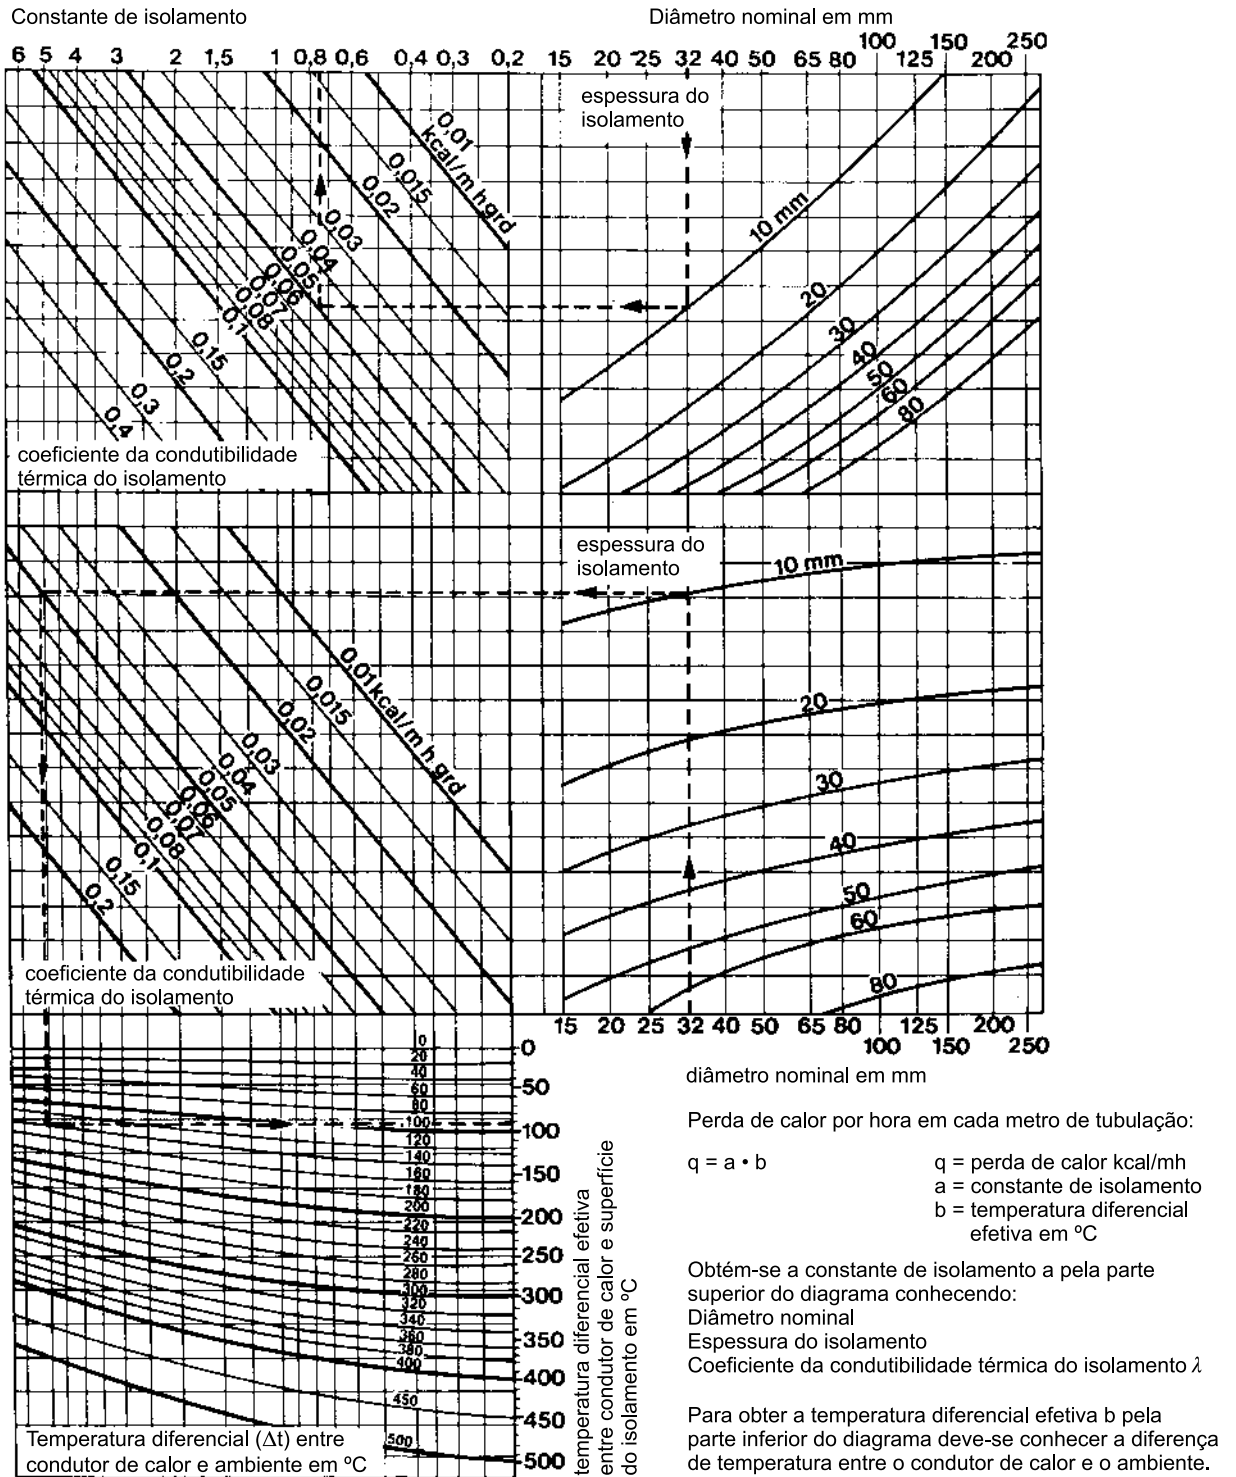 Constante de isolamento
Diâmetro nominal em mm
6 5 4 3 2 1,5 1 0,8 0,6 0,4 0,3 0,2
15 20 25 32 40 50 65 80 100 125 150 200 250
espessura do
isolamento
0,01
kcal/m h grd
0,015
0,02
0,03
0,04
0,05
0,06
0,07
0,08
0,1
0,15
0,2
0,3
0,4
10 mm
20
30
40
50
60
80
coeficiente da condutibilidade
térmica do isolamento
espessura do
isolamento
10 mm
20
30
40
50
60
80
0,01kcal/m h grd
0,015
0,02
0,03
0,04
0,05
0,06
0,07
0,08
0,1
0,15
0,2
coeficiente da condutibilidade
térmica do isolamento
15 20 25 32 40 50 65 80 100 125 150 200 250
diâmetro nominal em mm
0
20
40
60
80
100
120
140
160
180
200
220
240
260
280
300
320
340
360
380
400
450
500
0
50
100
150
200
250
300
350
400
450
500
temperatura diferencial efetiva
entre condutor de calor e superfície
do isolamento em ºC
Temperatura diferencial (Δt) entre
condutor de calor e ambiente em ºC
Perda de calor por hora em cada metro de tubulação:
q = a • b
q = perda de calor kcal/mh
a = constante de isolamento
b = temperatura diferencial
efetiva em ºC
Obtém-se a constante de isolamento a pela parte
superior do diagrama conhecendo:
Diâmetro nominal
Espessura do isolamento
Coeficiente da condutibilidade térmica do isolamento λ
Para obter a temperatura diferencial efetiva b pela
parte inferior do diagrama deve-se conhecer a diferença
de temperatura entre o condutor de calor e o ambiente.